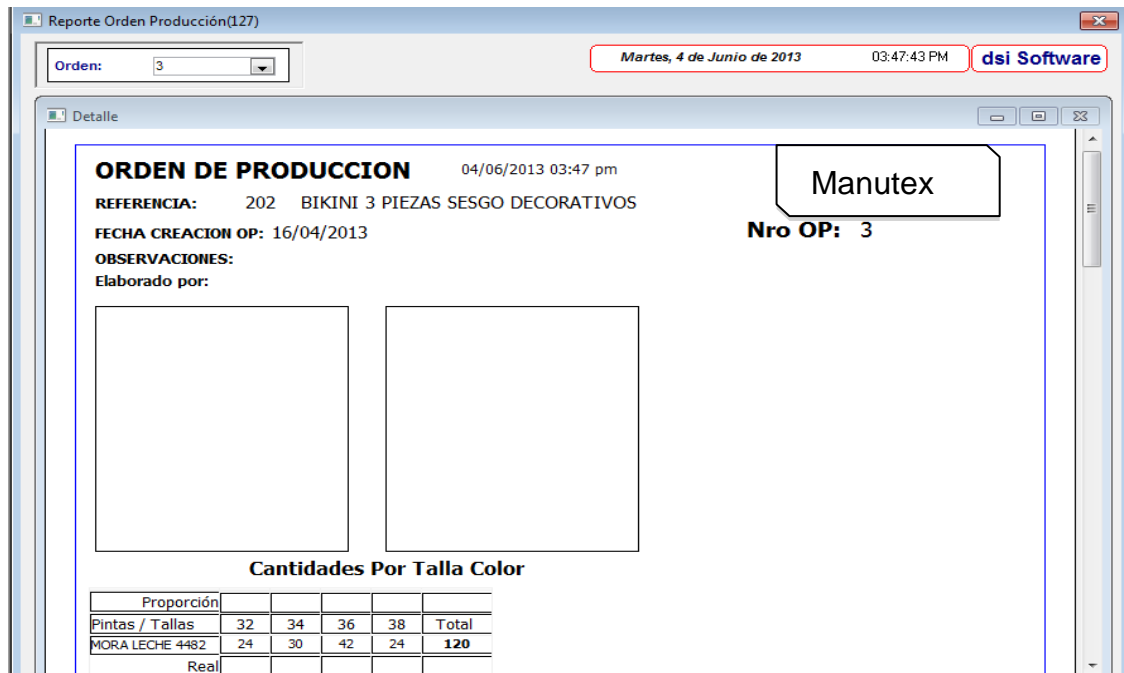 Reporte Orden Producción(127)
Orden: 3
Martes, 4 de Junio de 2013 03:47:43 PM dsi Software
Detalle
ORDEN DE PRODUCCION 04/06/2013 03:47 pm
Manutex
REFERENCIA: 202 BIKINI 3 PIEZAS SESGO DECORATIVOS
FECHA CREACION OP: 16/04/2013
Nro OP: 3
OBSERVACIONES:
Elaborado por:
Cantidades Por Talla Color
Proporción
Pintas / Tallas 32 34 36 38 Total
MORA LECHE 4482 24 30 42 24 120
Real